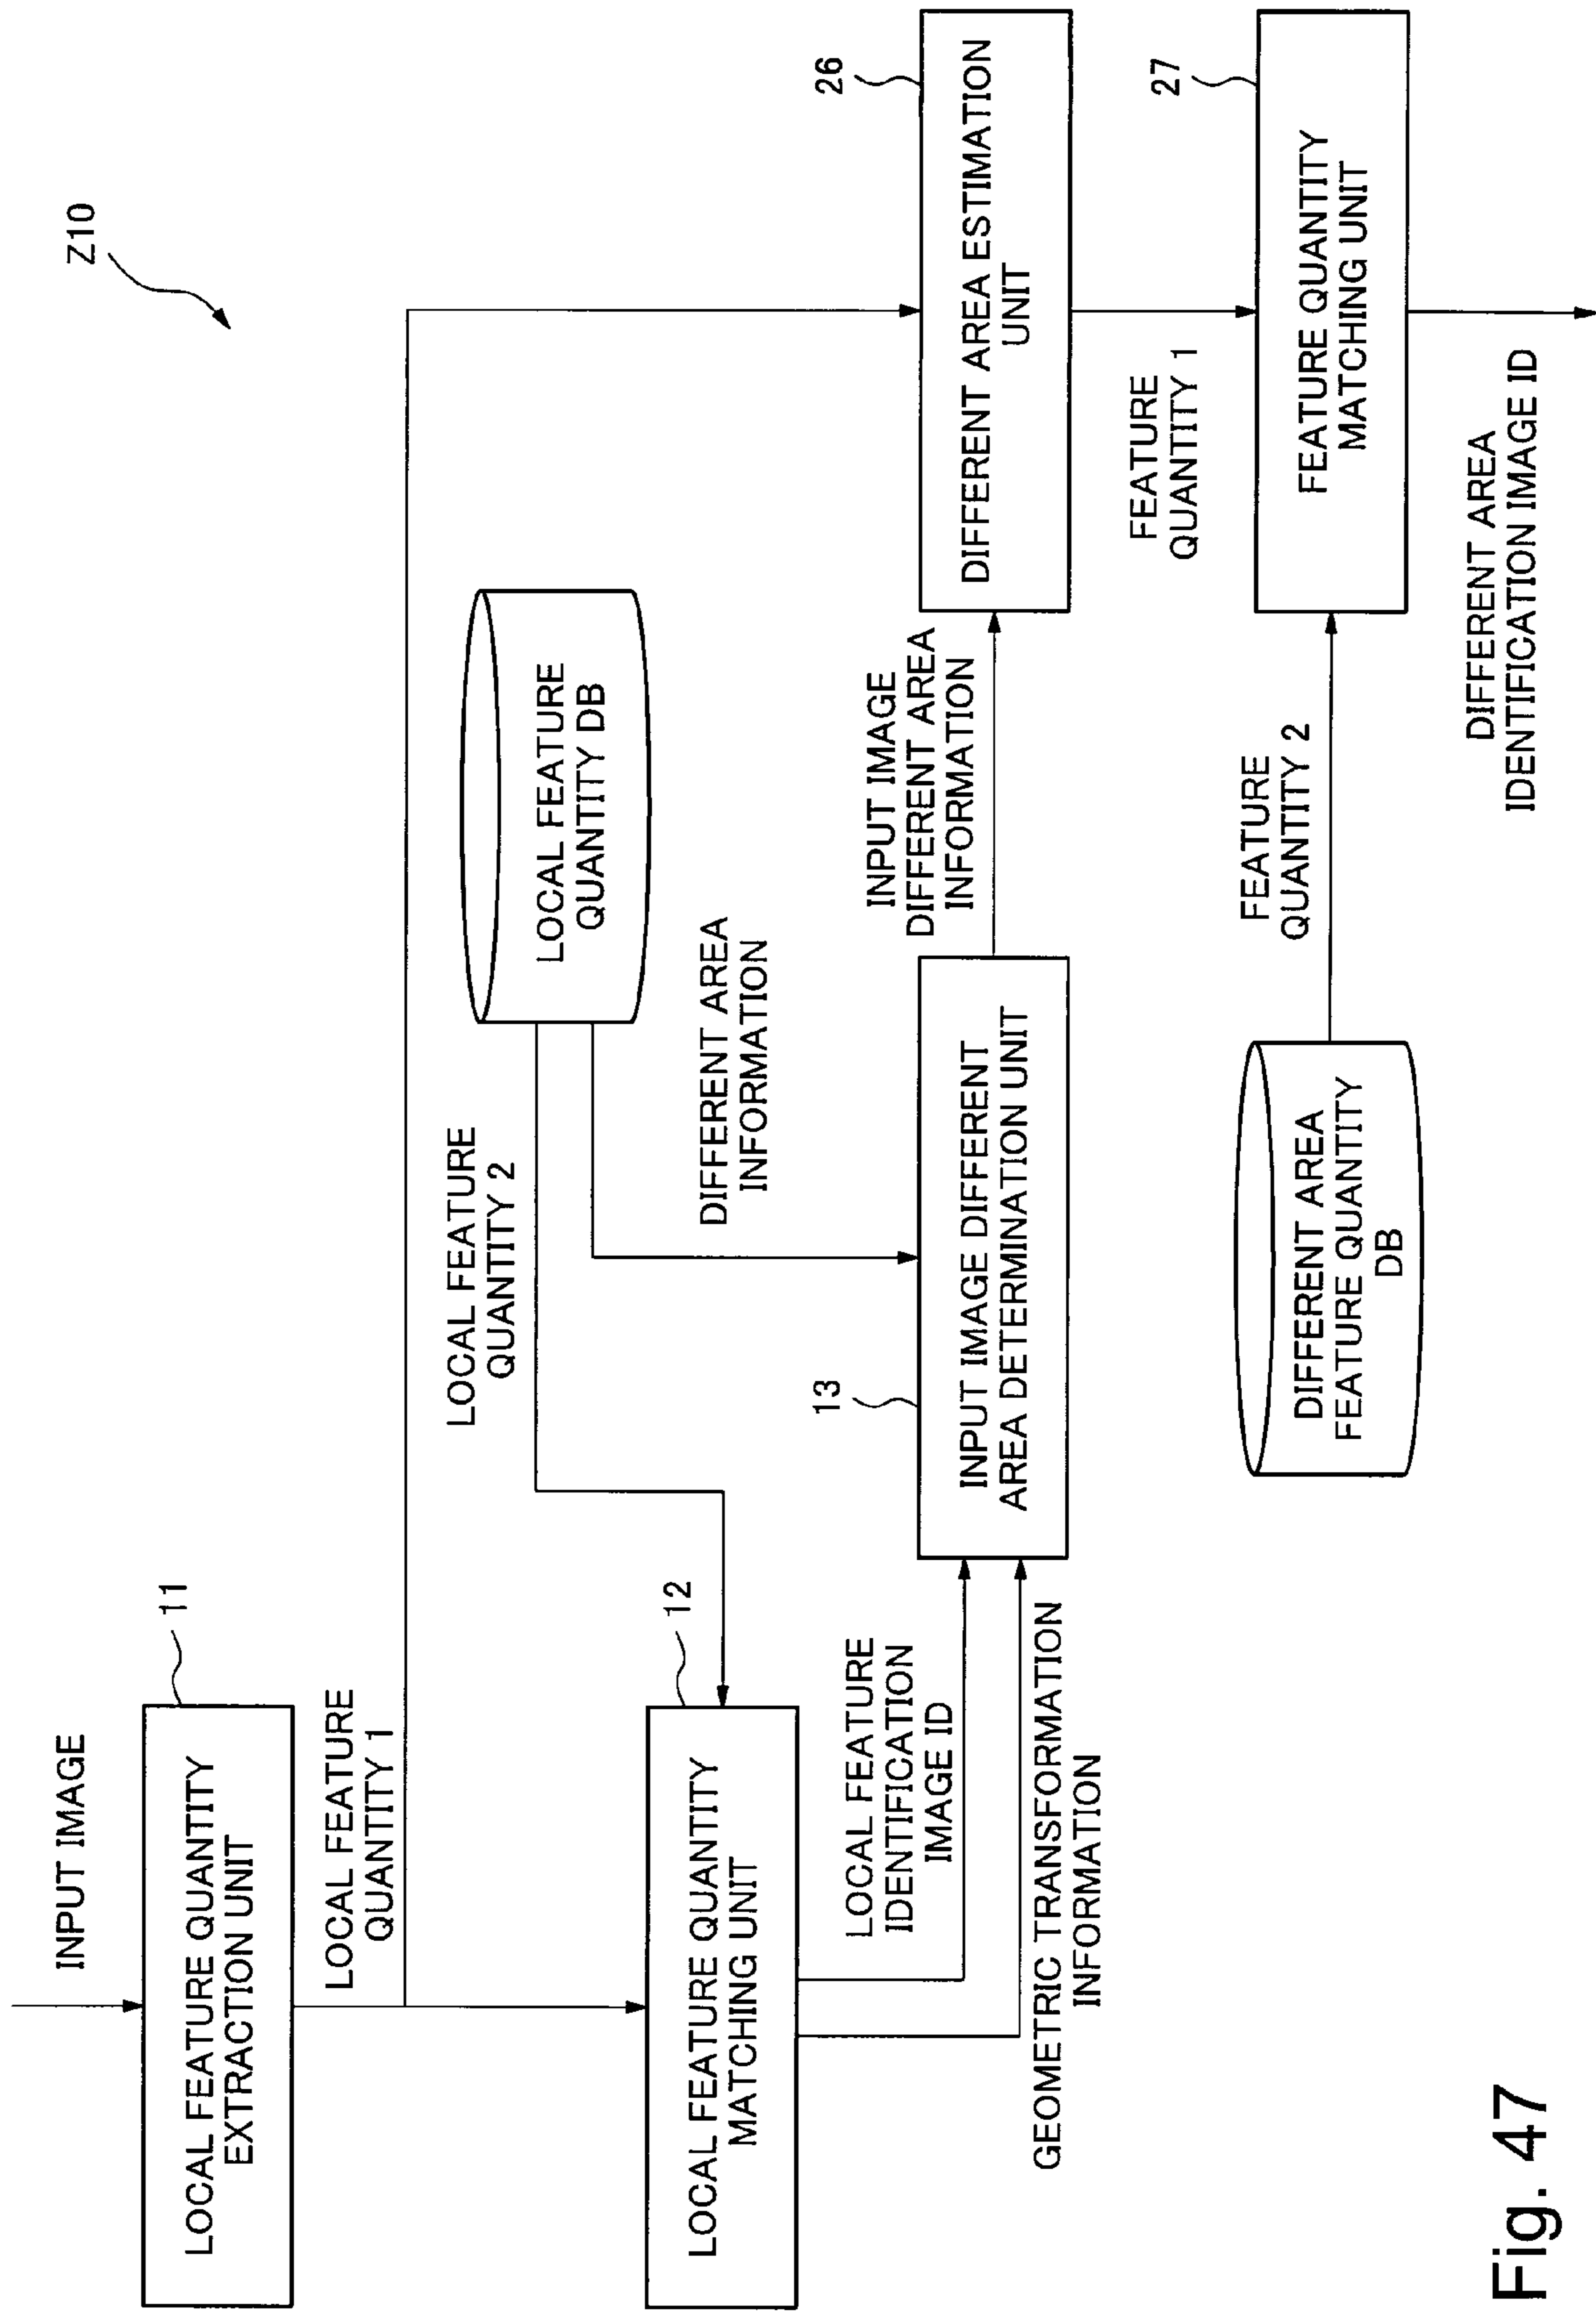 Z10
INPUT IMAGE
11
LOCAL FEATURE QUANTITY
EXTRACTION UNIT
LOCAL FEATURE
QUANTITY 1
LOCAL FEATURE
QUANTITY 2
LOCAL FEATURE
QUANTITY DB
12
LOCAL FEATURE QUANTITY
MATCHING UNIT
DIFFERENT AREA
INFORMATION
LOCAL FEATURE
IDENTIFICATION
IMAGE ID
13
INPUT IMAGE DIFFERENT
AREA DETERMINATION UNIT
INPUT IMAGE
DIFFERENT AREA
INFORMATION
26
DIFFERENT AREA ESTIMATION
UNIT
GEOMETRIC TRANSFORMATION
INFORMATION
FEATURE
QUANTITY 1
DIFFERENT AREA
FEATURE QUANTITY
DB
FEATURE
QUANTITY 2
27
FEATURE QUANTITY
MATCHING UNIT
DIFFERENT AREA
IDENTIFICATION IMAGE ID
Fig. 47